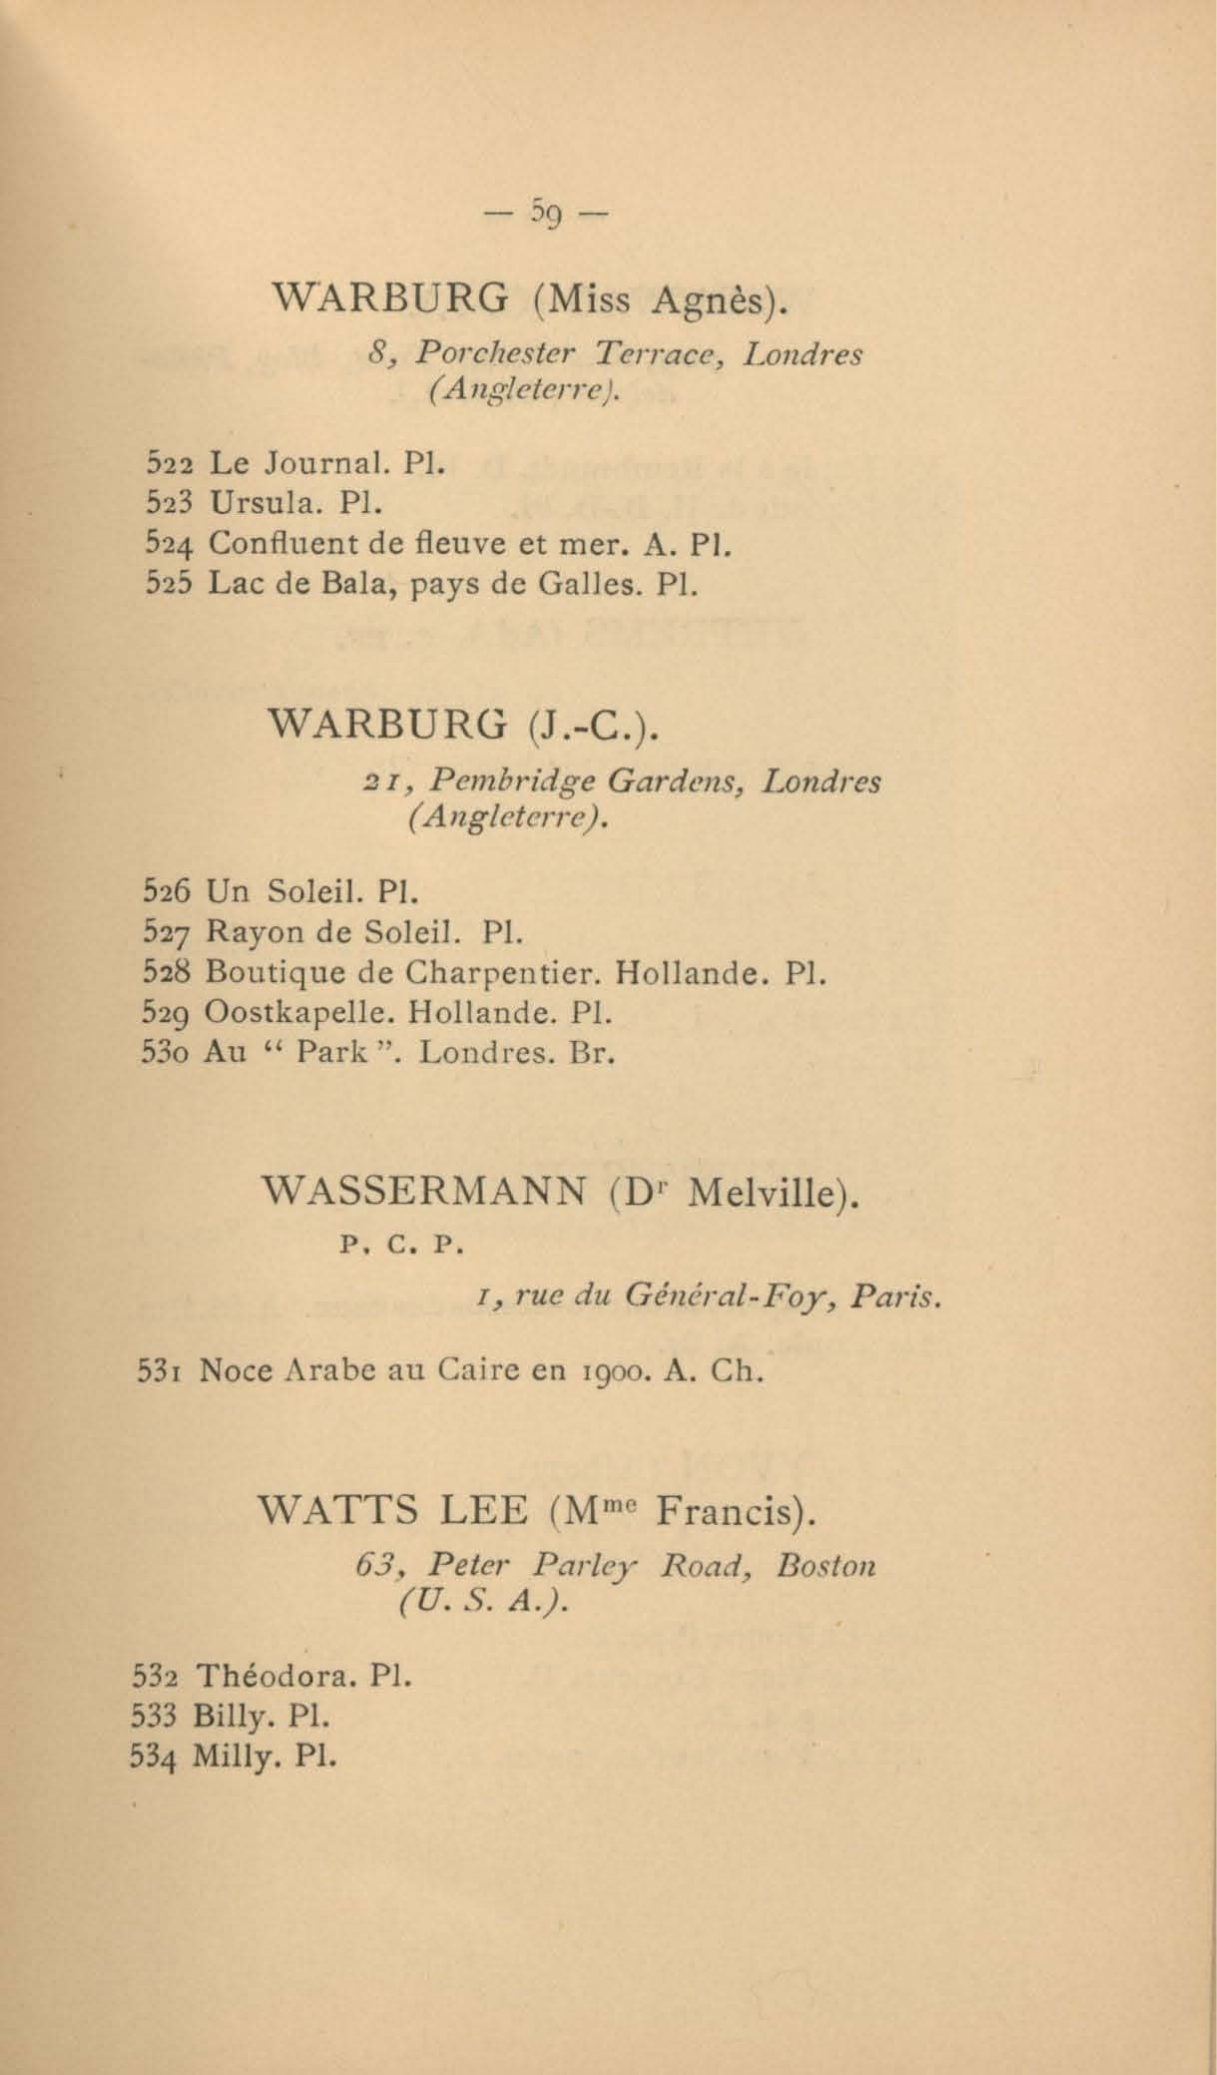 — 59 —
WARBURG (Miss Agnès).
8, Porchester Terrace, Londres
(Angleterre).
522 Le Journal. Pl.
523 Ursula. Pl.
524 Confluent de fleuve et mer. A. Pl.
525 Lac de Bala, pays de Galles. Pl.
WARBURG (J.-C.).
21, Pembridge Gardens, Londres
(Angleterre).
526 Un Soleil. Pl.
527 Rayon de Soleil. Pl.
528 Boutique de Charpentier. Hollande. Pl.
529 Oostkapelle. Hollande. Pl.
530 Au “ Park ”. Londres. Br.
WASSERMANN (Dr Melville).
P. C. P.
1, rue du Général-Foy, Paris.
531 Noce Arabe au Caire en 1900. A. Ch.
WATTS LEE (Mme Francis).
63, Peter Parley Road, Boston
(U. S. A.).
532 Théodora. Pl.
533 Billy. Pl.
534 Milly. Pl.